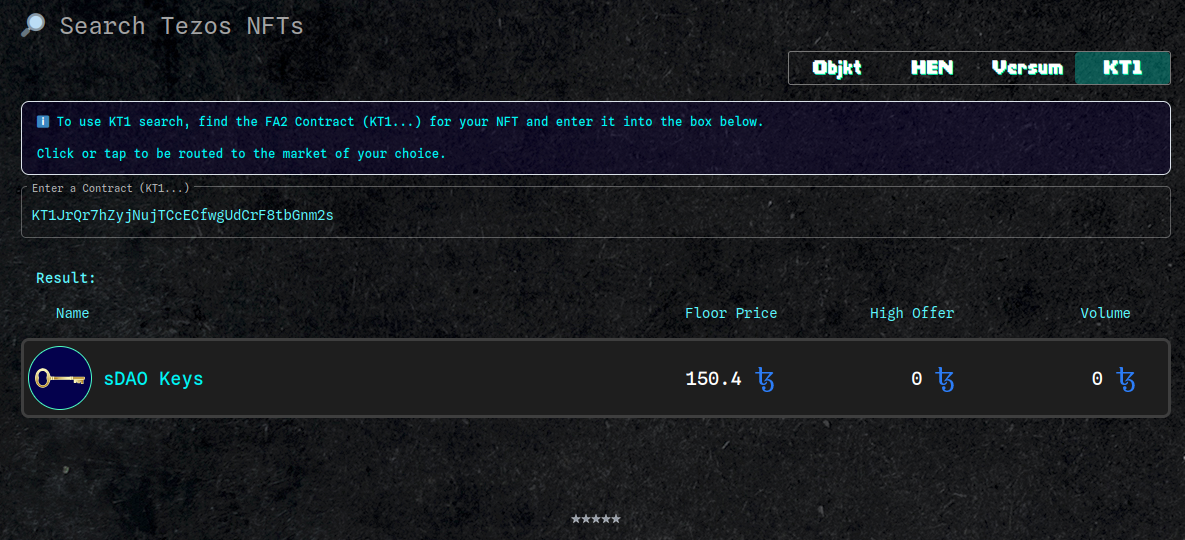 🔎 Search Tezos NFTs
Objkt HEN Versum KT1
ℹ️ To use KT1 search, find the FA2 Contract (KT1...) for your NFT and enter it into the box below.
Click or tap to be routed to the market of your choice.
Enter a Contract (KT1...)
KT1JrQr7hZyjNujTCcECfwgUdCrF8tbGnm2s
Result:
Name Floor Price High Offer Volume
sDAO Keys 150.4 ꜩ 0 ꜩ 0 ꜩ
★★★★★